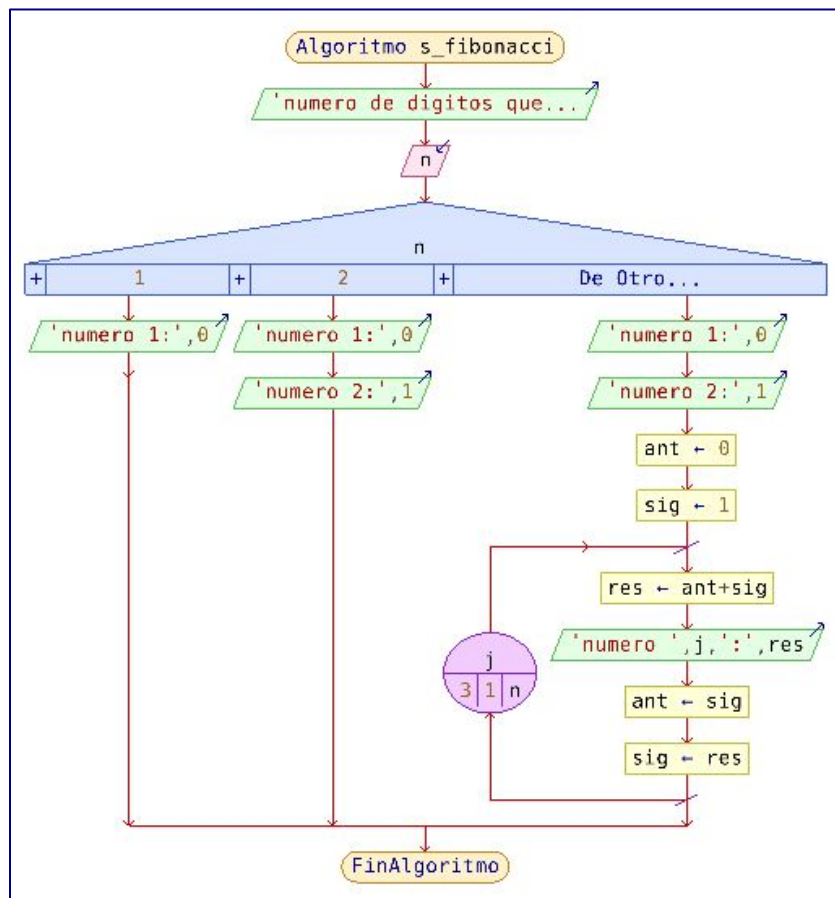 Algoritmo s_fibonacci
'numero de digitos que...
n
n
+ 1 + 2 + De Otro...
'numero 1:',0 'numero 1:',0 'numero 1:',0
'numero 2:',1 'numero 2:',1
ant ← 0
sig ← 1
res ← ant+sig
'numero ',j,':',res
j
3 1 n
ant ← sig
sig ← res
FinAlgoritmo